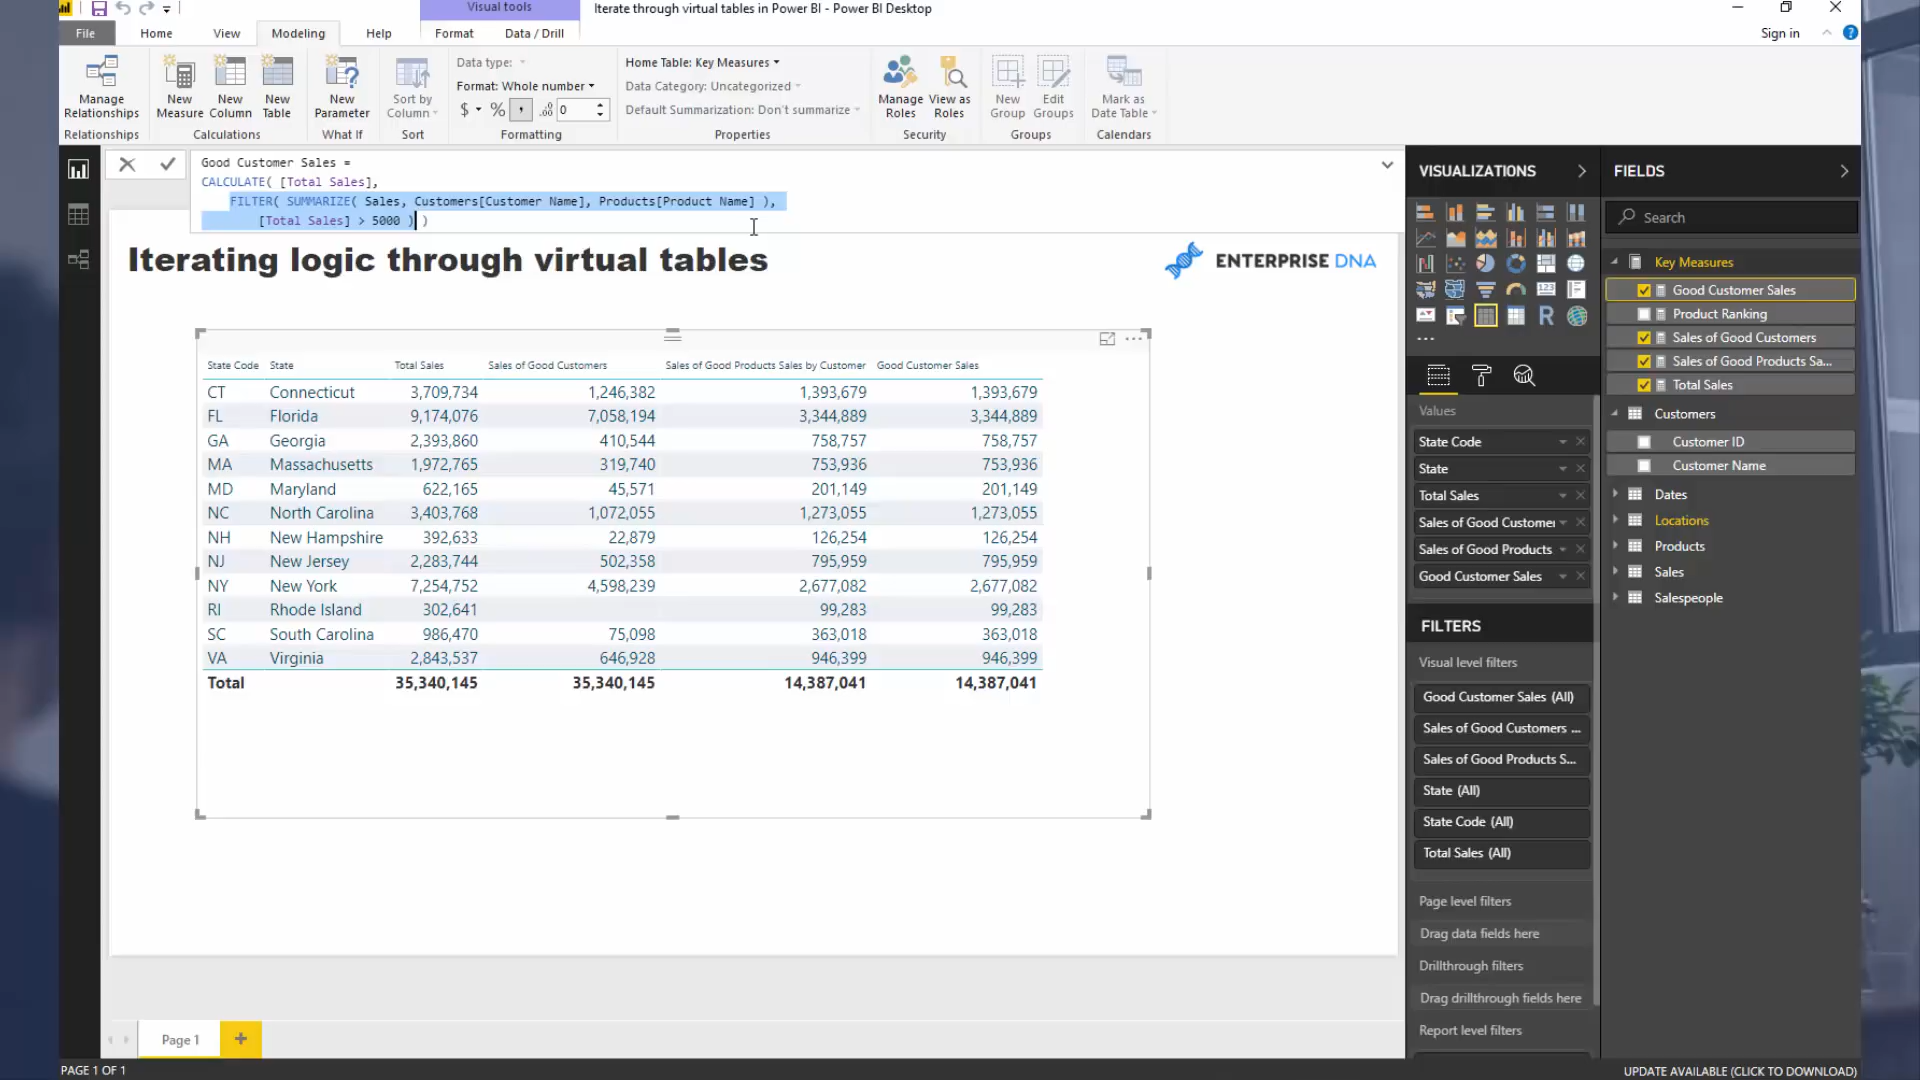 Visual tools
Iterate through virtual tables in Power BI - Power BI Desktop
File Home View Modeling Help Format Data / Drill Sign in
Manage Relationships
New Measure
New Column
New Table
New Parameter
Sort by Column
Data type:
Format: Whole number
$ % , .00 0
Home Table: Key Measures
Data Category: Uncategorized
Default Summarization: Don't summarize
Manage Roles
View as Roles
New Group
Edit Groups
Mark as Date Table
Relationships Calculations What If Sort Formatting Properties Security Groups Calendars
Good Customer Sales =
CALCULATE( [Total Sales],
FILTER( SUMMARIZE( Sales, Customers[Customer Name], Products[Product Name] ),
[Total Sales] > 5000 ) )
Iterating logic through virtual tables
ENTERPRISE DNA
State Code State Total Sales Sales of Good Customers Sales of Good Products Sales by Customer Good Customer Sales
CT Connecticut 3,709,734 1,246,382 1,393,679 1,393,679
FL Florida 9,174,076 7,058,194 3,344,889 3,344,889
GA Georgia 2,393,860 410,544 758,757 758,757
MA Massachusetts 1,972,765 319,740 753,936 753,936
MD Maryland 622,165 45,571 201,149 201,149
NC North Carolina 3,403,768 1,072,055 1,273,055 1,273,055
NH New Hampshire 392,633 22,879 126,254 126,254
NJ New Jersey 2,283,744 502,358 795,959 795,959
NY New York 7,254,752 4,598,239 2,677,082 2,677,082
RI Rhode Island 302,641 99,283 99,283
SC South Carolina 986,470 75,098 363,018 363,018
VA Virginia 2,843,537 646,928 946,399 946,399
Total 35,340,145 35,340,145 14,387,041 14,387,041
VISUALIZATIONS
Values
State Code
State
Total Sales
Sales of Good Customer
Sales of Good Products
Good Customer Sales
FILTERS
Visual level filters
Good Customer Sales (All)
Sales of Good Customers ...
Sales of Good Products S...
State (All)
State Code (All)
Total Sales (All)
Page level filters
Drag data fields here
Drillthrough filters
Drag drillthrough fields here
Report level filters
FIELDS
Search
Key Measures
Good Customer Sales
Product Ranking
Sales of Good Customers
Sales of Good Products Sa...
Total Sales
Customers
Customer ID
Customer Name
Dates
Locations
Products
Sales
Salespeople
Page 1
PAGE 1 OF 1
UPDATE AVAILABLE (CLICK TO DOWNLOAD)